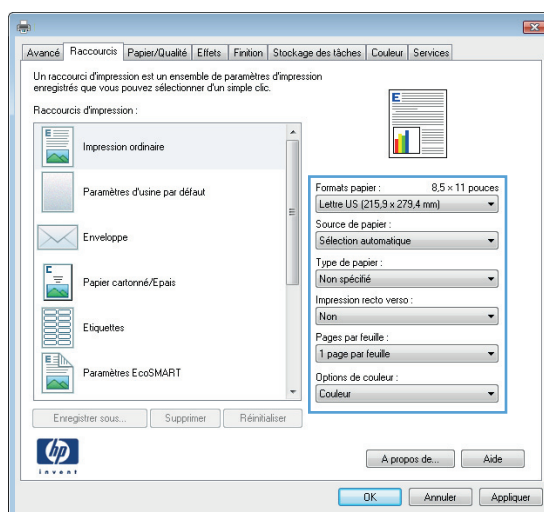 Avancé Raccourcis Papier/Qualité Effets Finition Stockage des tâches Couleur Services
Un raccourci d'impression est un ensemble de paramètres d'impression
enregistrés que vous pouvez sélectionner d'un simple clic.
Raccourcis d'impression :
E
Impression ordinaire
Paramètres d'usine par défaut
Enveloppe
C
Papier cartonné/Epais
Etiquettes
E
Paramètres EcoSMART
Enregistrer sous... Supprimer Réinitialiser
E
Formats papier : 8,5 × 11 pouces
Lettre US (215,9 x 279,4 mm)
Source de papier :
Sélection automatique
Type de papier :
Non spécifié
Impression recto verso :
Non
Pages par feuille :
1 page par feuille
Options de couleur :
Couleur
hp
invent
A propos de... Aide
OK Annuler Appliquer